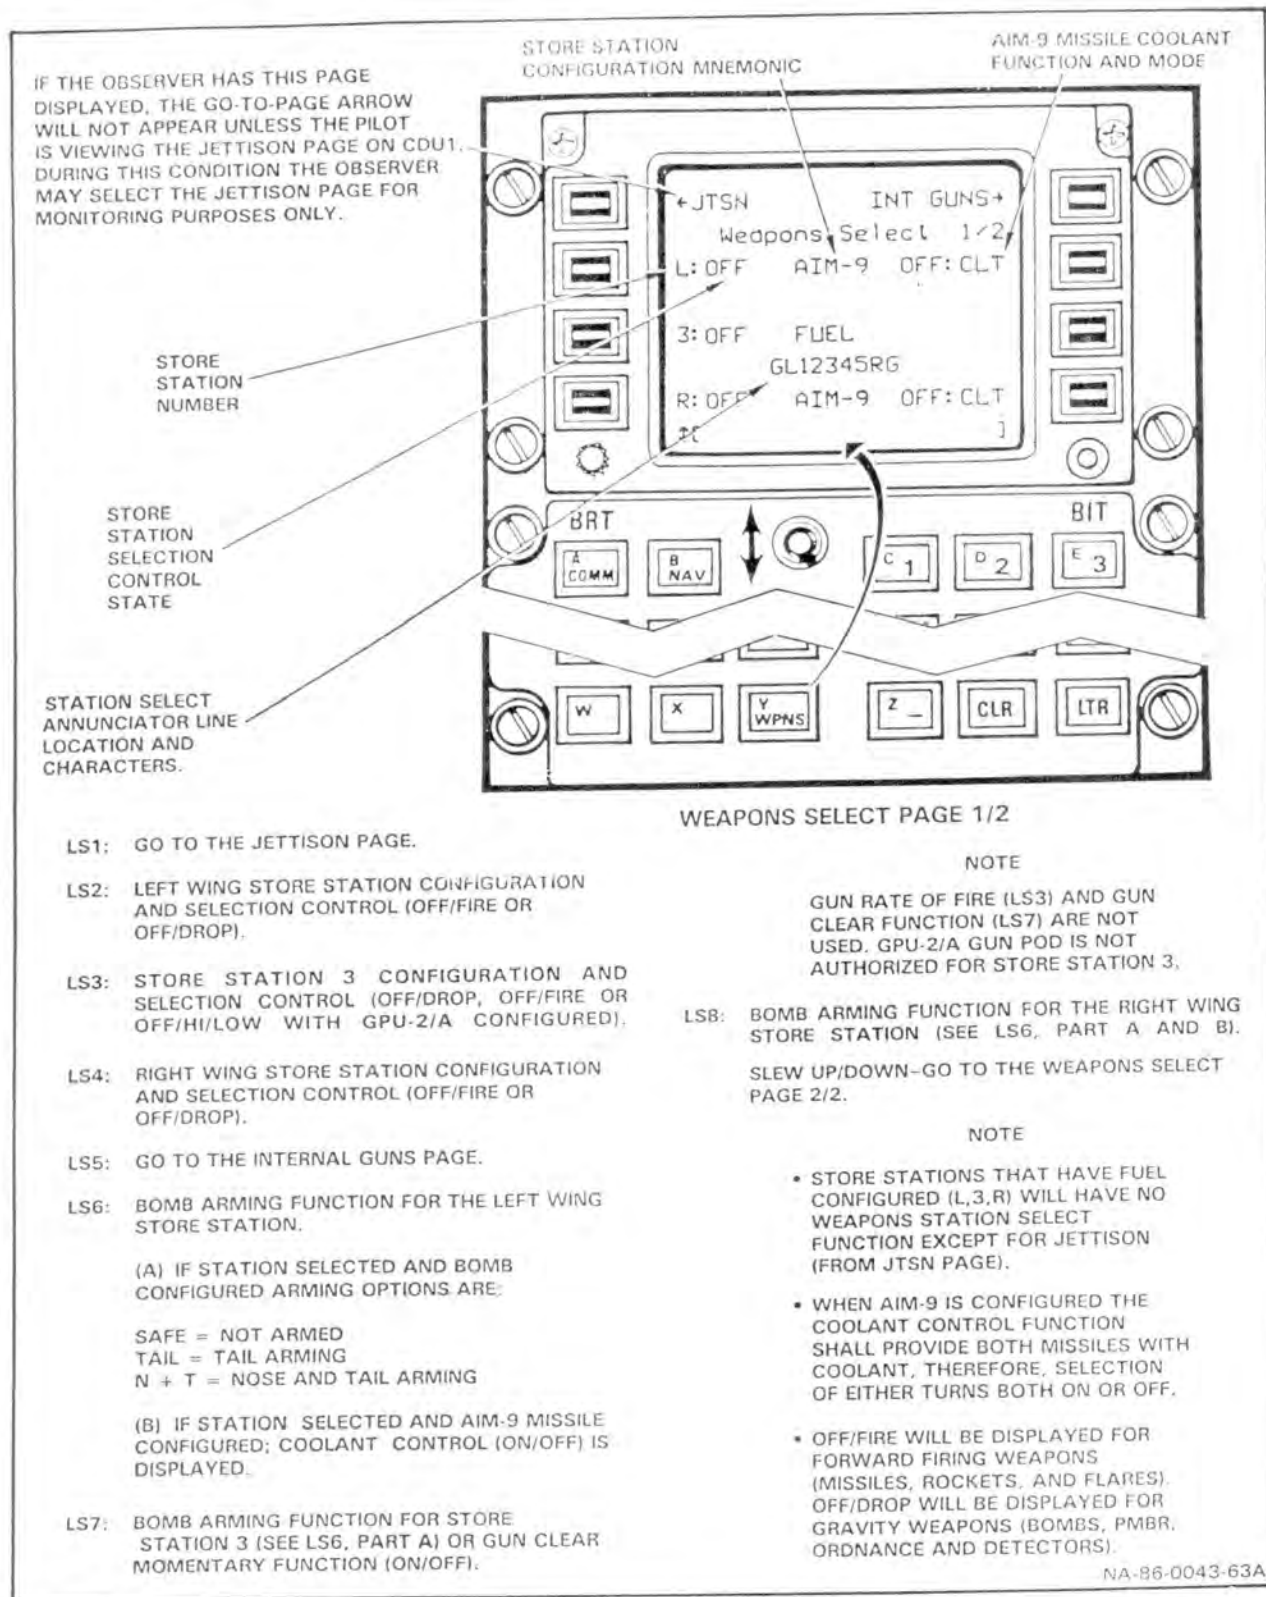 STORE STATION
CONFIGURATION MNEMONIC
AIM-9 MISSILE COOLANT
FUNCTION AND MODE
IF THE OBSERVER HAS THIS PAGE
DISPLAYED, THE GO-TO-PAGE ARROW
WILL NOT APPEAR UNLESS THE PILOT
IS VIEWING THE JETTISON PAGE ON CDU1.
DURING THIS CONDITION THE OBSERVER
MAY SELECT THE JETTISON PAGE FOR
MONITORING PURPOSES ONLY.
←JTSN INT GUNS→
Weapons Select 1/2
L:OFF AIM-9 OFF:CLT
3:OFF FUEL
GL12345RG
R:OFF AIM-9 OFF:CLT
↕[ ]
STORE
STATION
NUMBER
STORE
STATION
SELECTION
CONTROL
STATE
STATION SELECT
ANNUNCIATOR LINE
LOCATION AND
CHARACTERS.
BRT BIT
A COMM B NAV C 1 D 2 E 3
W X Y WPNS Z _ CLR LTR
WEAPONS SELECT PAGE 1/2
LS1: GO TO THE JETTISON PAGE.
LS2: LEFT WING STORE STATION CONFIGURATION
AND SELECTION CONTROL (OFF/FIRE OR
OFF/DROP).
LS3: STORE STATION 3 CONFIGURATION AND
SELECTION CONTROL (OFF/DROP, OFF/FIRE OR
OFF/HI/LOW WITH GPU-2/A CONFIGURED).
LS4: RIGHT WING STORE STATION CONFIGURATION
AND SELECTION CONTROL (OFF/FIRE OR
OFF/DROP).
LS5: GO TO THE INTERNAL GUNS PAGE.
LS6: BOMB ARMING FUNCTION FOR THE LEFT WING
STORE STATION.
(A) IF STATION SELECTED AND BOMB
CONFIGURED ARMING OPTIONS ARE:
SAFE = NOT ARMED
TAIL = TAIL ARMING
N + T = NOSE AND TAIL ARMING
(B) IF STATION SELECTED AND AIM-9 MISSILE
CONFIGURED; COOLANT CONTROL (ON/OFF) IS
DISPLAYED.
LS7: BOMB ARMING FUNCTION FOR STORE
STATION 3 (SEE LS6, PART A) OR GUN CLEAR
MOMENTARY FUNCTION (ON/OFF).
NOTE
GUN RATE OF FIRE (LS3) AND GUN
CLEAR FUNCTION (LS7) ARE NOT
USED. GPU-2/A GUN POD IS NOT
AUTHORIZED FOR STORE STATION 3.
LS8: BOMB ARMING FUNCTION FOR THE RIGHT WING
STORE STATION (SEE LS6, PART A AND B).
SLEW UP/DOWN-GO TO THE WEAPONS SELECT
PAGE 2/2.
NOTE
• STORE STATIONS THAT HAVE FUEL
CONFIGURED (L,3,R) WILL HAVE NO
WEAPONS STATION SELECT
FUNCTION EXCEPT FOR JETTISON
(FROM JTSN PAGE).
• WHEN AIM-9 IS CONFIGURED THE
COOLANT CONTROL FUNCTION
SHALL PROVIDE BOTH MISSILES WITH
COOLANT, THEREFORE, SELECTION
OF EITHER TURNS BOTH ON OR OFF.
• OFF/FIRE WILL BE DISPLAYED FOR
FORWARD FIRING WEAPONS
(MISSILES, ROCKETS, AND FLARES).
OFF/DROP WILL BE DISPLAYED FOR
GRAVITY WEAPONS (BOMBS, PMBR,
ORDNANCE AND DETECTORS).
NA-86-0043-63A